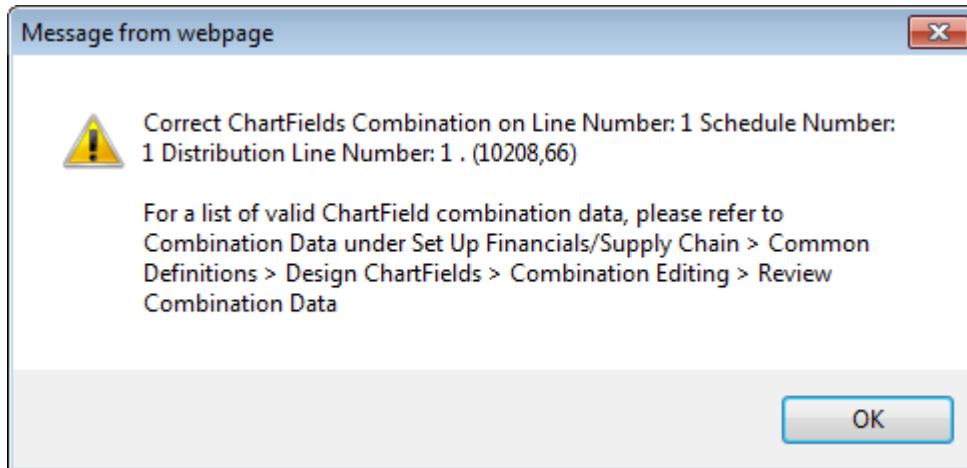 Message from webpage
Correct ChartFields Combination on Line Number: 1 Schedule Number:
1 Distribution Line Number: 1 . (10208,66)
For a list of valid ChartField combination data, please refer to
Combination Data under Set Up Financials/Supply Chain > Common
Definitions > Design ChartFields > Combination Editing > Review
Combination Data
OK